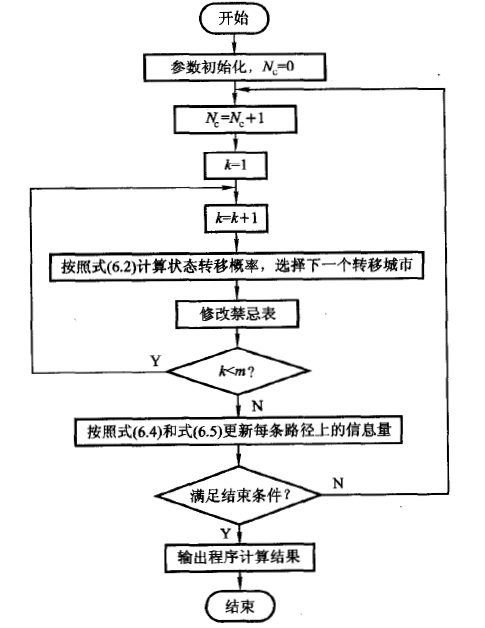 开始
参数初始化，Nc=0
Nc=Nc+1
k=1
k=k+1
按照式(6.2)计算状态转移概率，选择下一个转移城市
修改禁忌表
Y
k<m?
N
按照式(6.4)和式(6.5)更新每条路径上的信息量
满足结束条件?
N
Y
输出程序计算结果
结束